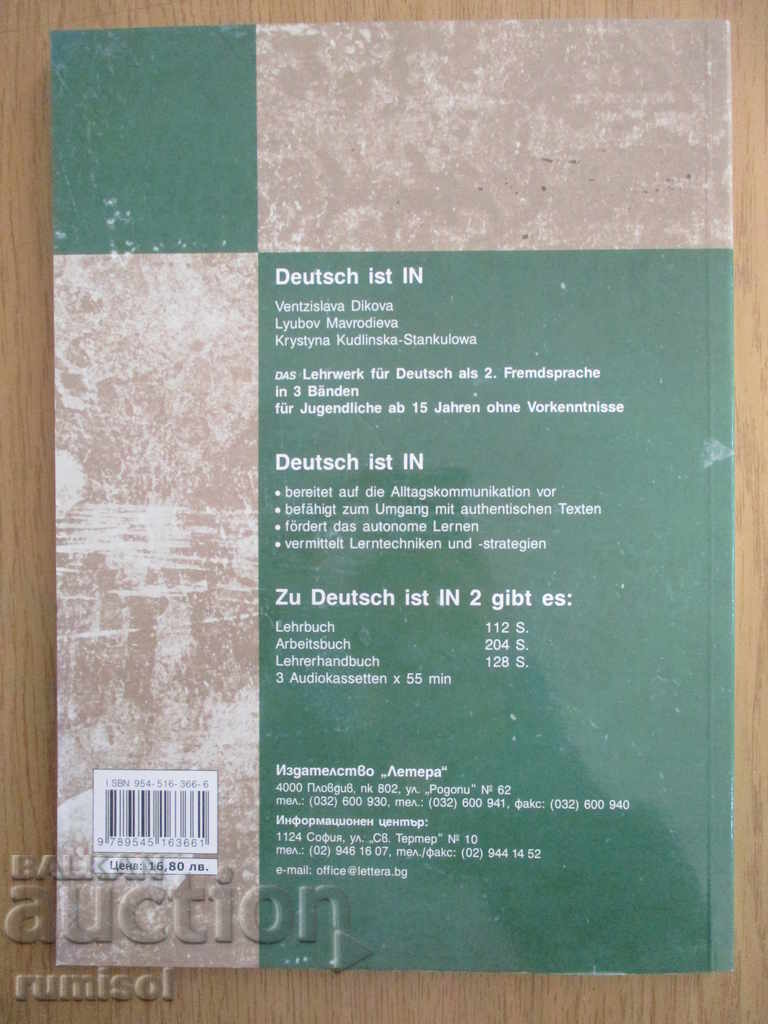 Deutsch ist IN
Ventzislava Dikova
Lyubov Mavrodieva
Krystyna Kudlinska-Stankulowa
DAS Lehrwerk für Deutsch als 2. Fremdsprache
in 3 Bänden
für Jugendliche ab 15 Jahren ohne Vorkenntnisse
Deutsch ist IN
• bereitet auf die Alltagskommunikation vor
• befähigt zum Umgang mit authentischen Texten
• fördert das autonome Lernen
• vermittelt Lerntechniken und -strategien
Zu Deutsch ist IN 2 gibt es:
Lehrbuch 112 S.
Arbeitsbuch 204 S.
Lehrerhandbuch 128 S.
3 Audiokassetten x 55 min
Издателство „Летера“
4000 Пловдив, пк 802, ул. „Родопи“ № 62
тел.: (032) 600 930, тел.: (032) 600 941, факс: (032) 600 940
Информационен център:
1124 София, ул. „Св. Тертер“ № 10
тел.: (02) 946 16 07, тел./факс: (02) 944 14 52
e-mail: office@lettera.bg
ISBN 954-516-366-6
9 789545 163661
Цена: 16,80 лв.
BALKAN
auction
rumisol